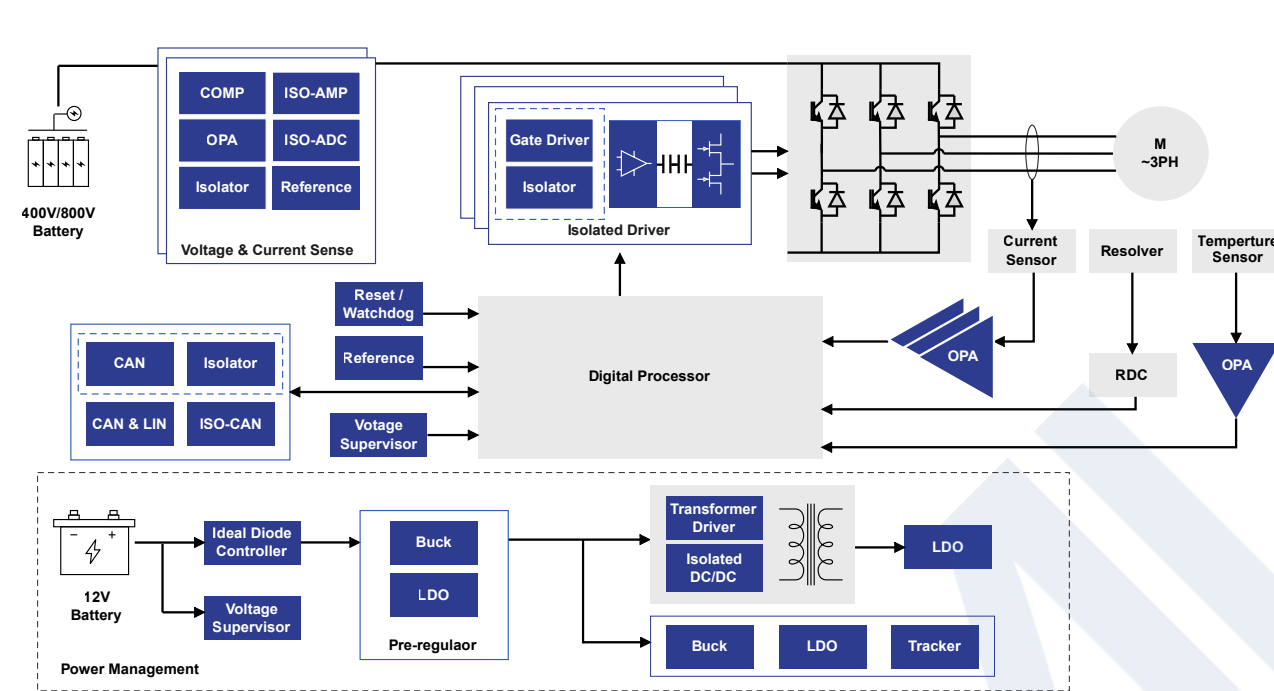 COMP
ISO-AMP
OPA
ISO-ADC
Isolator
Reference
Voltage & Current Sense
400V/800V
Battery
Gate Driver
Isolator
Isolated Driver
M
~3PH
Current
Sensor
Resolver
Temperture
Sensor
Reset /
Watchdog
Reference
Votage
Supervisor
CAN
Isolator
CAN & LIN
ISO-CAN
Digital Processor
OPA
RDC
OPA
12V
Battery
- +
Ideal Diode
Controller
Voltage
Supervisor
Buck
LDO
Pre-regulaor
Transformer
Driver
Isolated
DC/DC
LDO
Buck
LDO
Tracker
Power Management